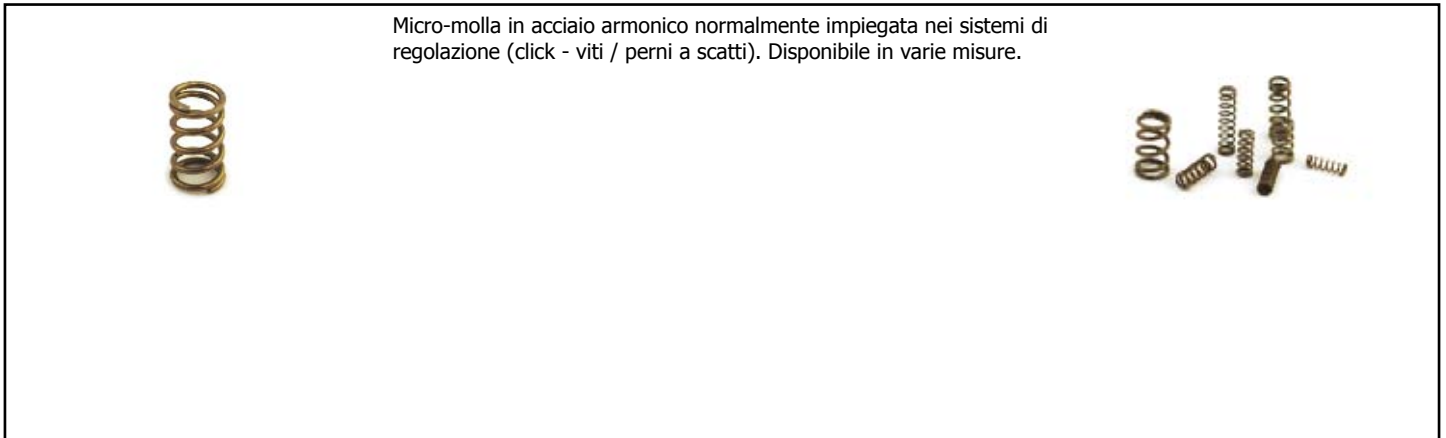 Micro-molla in acciaio armonico normalmente impiegata nei sistemi di
regolazione (click - viti / perni a scatti). Disponibile in varie misure.